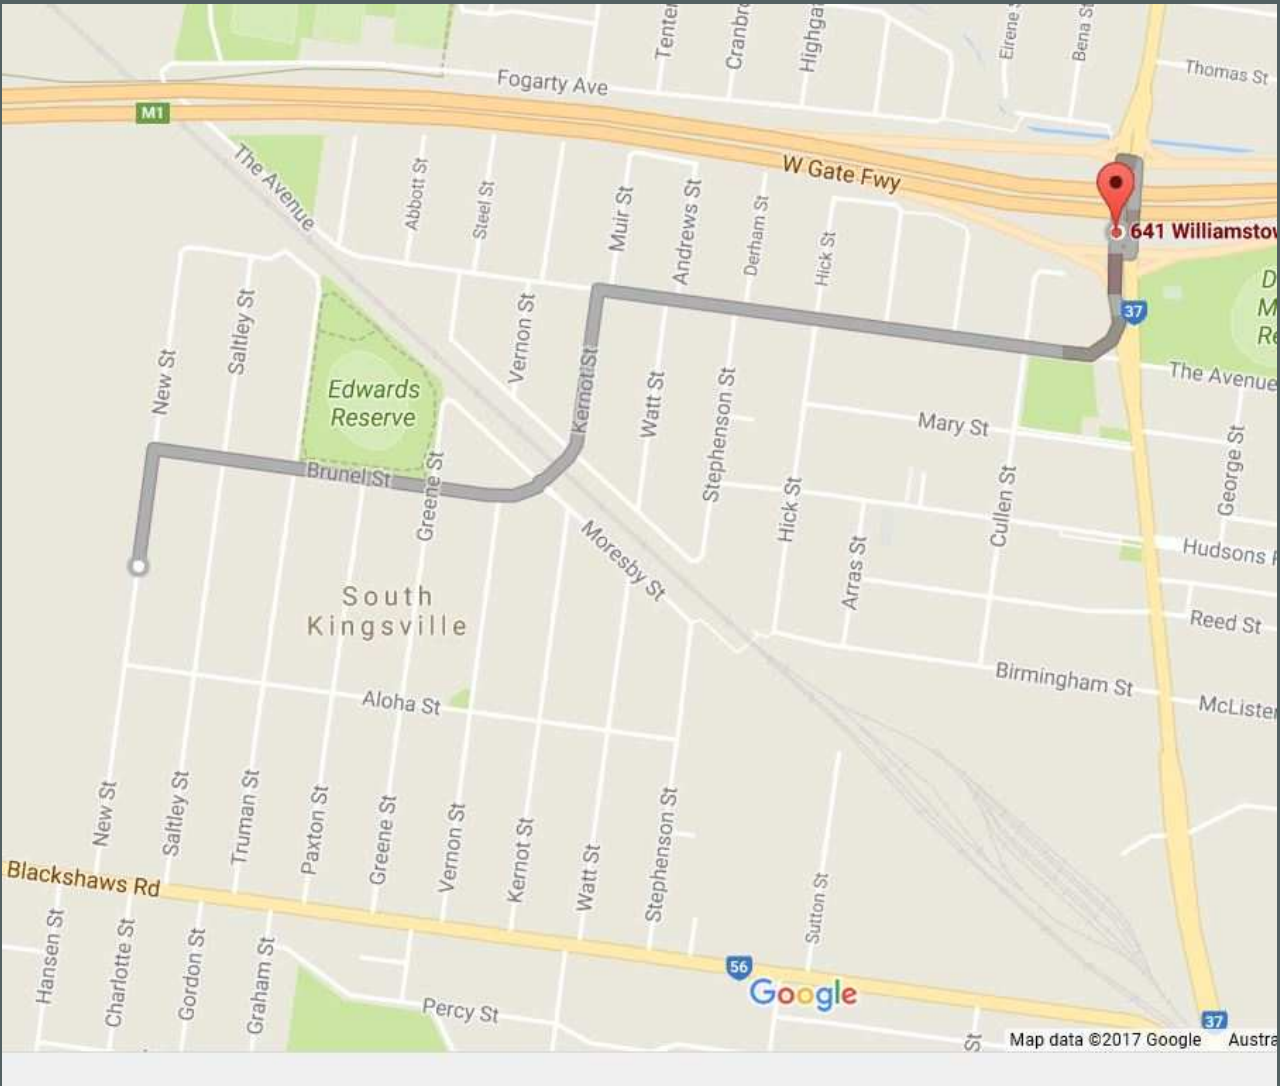 Tenter
Cranbro
Highga
Eirene S
Bena St
Thomas St
Fogarty Ave
M1
The Avenue
W Gate Fwy
Abbott St
Steel St
Muir St
Andrews St
Derham St
Hick St
641 Williamstow
37
D
M
Re
The Avenue
New St
Saltley St
Vernon St
Kernot St
Edwards
Reserve
Watt St
Stephenson St
Mary St
George St
Brunel St
Greene St
Hick St
Cullen St
Hudsons R
Moresby St
Arras St
South
Kingsville
Reed St
Birmingham St
McLister
Aloha St
New St
Saltley St
Truman St
Paxton St
Greene St
Vernon St
Kernot St
Watt St
Stephenson St
Sutton St
Blackshaws Rd
Hansen St
Charlotte St
Gordon St
Graham St
56
Google
Percy St
37
St
Map data ©2017 Google Austra